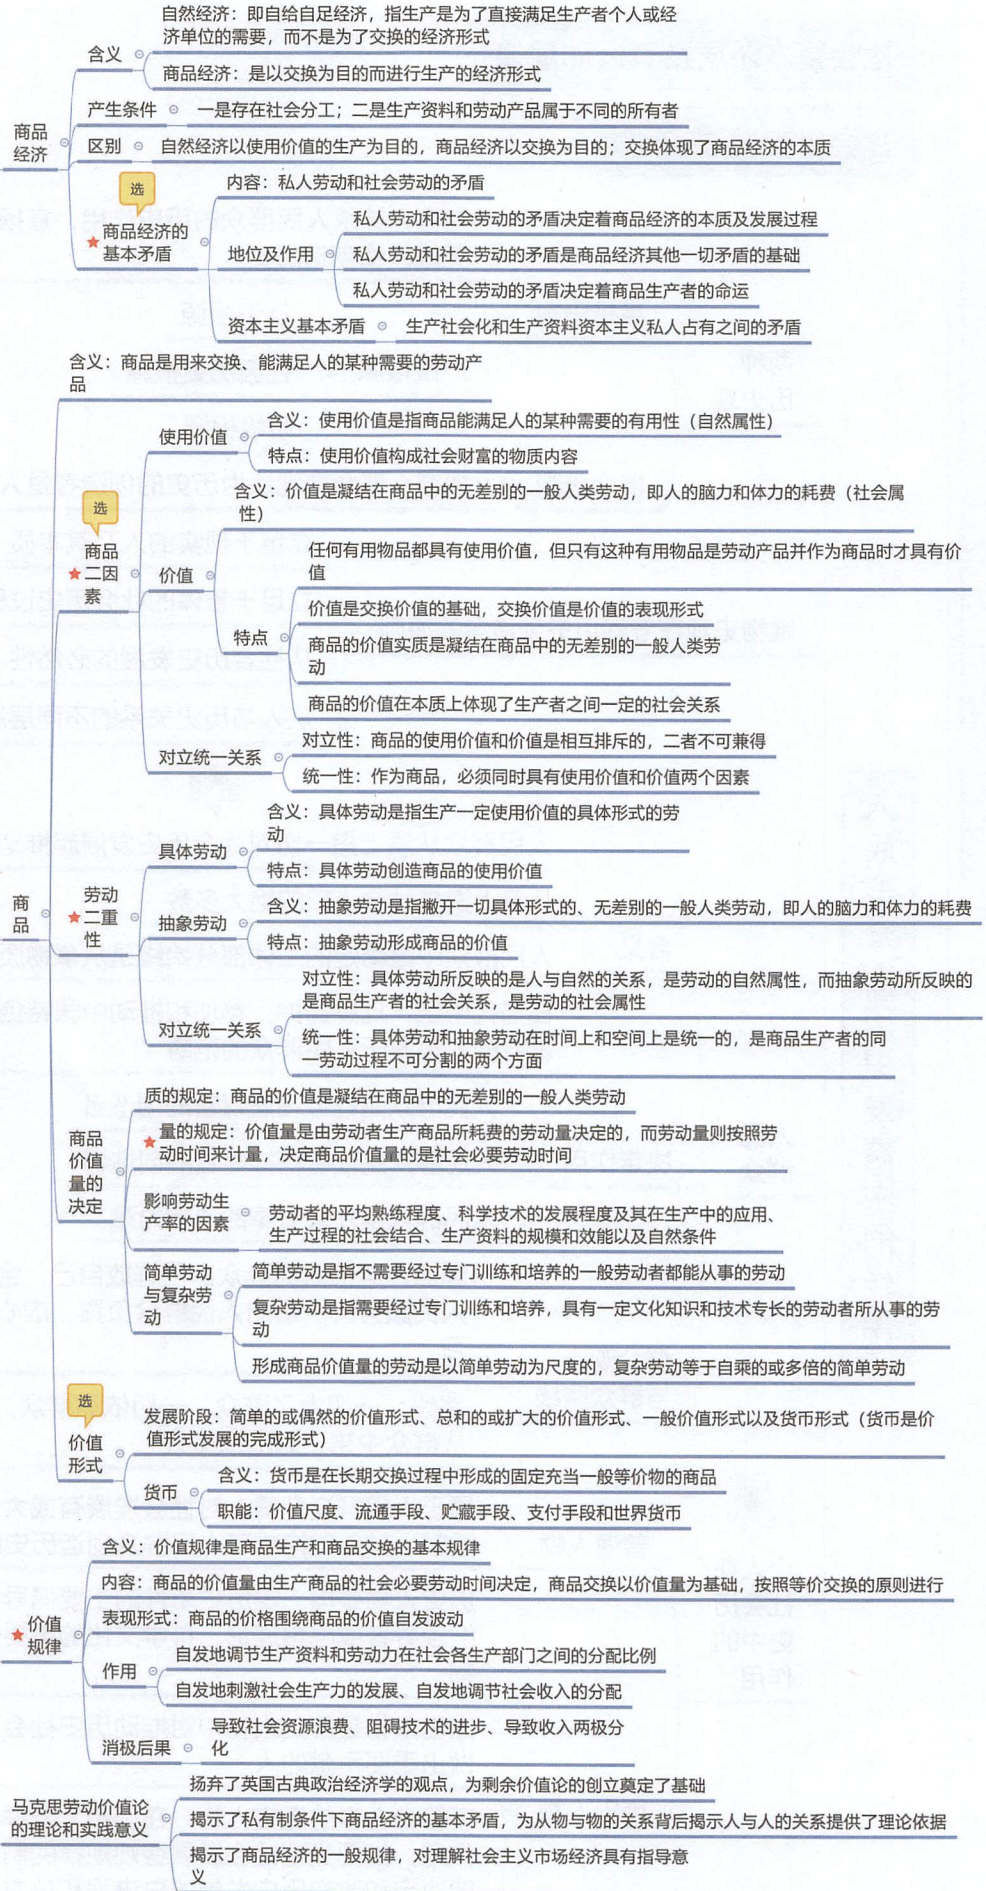 商品
经济
含义
自然经济：即自给自足经济，指生产是为了直接满足生产者个人或经
济单位的需要，而不是为了交换的经济形式
商品经济：是以交换为目的而进行生产的经济形式
产生条件
一是存在社会分工；二是生产资料和劳动产品属于不同的所有者
区别
自然经济以使用价值的生产为目的，商品经济以交换为目的；交换体现了商品经济的本质
选
商品经济的
基本矛盾
内容：私人劳动和社会劳动的矛盾
地位及作用
私人劳动和社会劳动的矛盾决定着商品经济的本质及发展过程
私人劳动和社会劳动的矛盾是商品经济其他一切矛盾的基础
私人劳动和社会劳动的矛盾决定着商品生产者的命运
资本主义基本矛盾
生产社会化和生产资料资本主义私人占有之间的矛盾
商
品
含义：商品是用来交换、能满足人的某种需要的劳动产
品
选
商品
二因
素
使用价值
含义：使用价值是指商品能满足人的某种需要的有用性（自然属性）
特点：使用价值构成社会财富的物质内容
价值
含义：价值是凝结在商品中的无差别的一般人类劳动，即人的脑力和体力的耗费（社会属
性）
特点
任何有用物品都具有使用价值，但只有这种有用物品是劳动产品并作为商品时才具有价
值
价值是交换价值的基础，交换价值是价值的表现形式
商品的价值实质是凝结在商品中的无差别的一般人类劳
动
商品的价值在本质上体现了生产者之间一定的社会关系
对立统一关系
对立性：商品的使用价值和价值是相互排斥的，二者不可兼得
统一性：作为商品，必须同时具有使用价值和价值两个因素
劳动
二重
性
具体劳动
含义：具体劳动是指生产一定使用价值的具体形式的劳
动
特点：具体劳动创造商品的使用价值
抽象劳动
含义：抽象劳动是指撇开一切具体形式的、无差别的一般人类劳动，即人的脑力和体力的耗费
特点：抽象劳动形成商品的价值
对立统一关系
对立性：具体劳动所反映的是人与自然的关系，是劳动的自然属性，而抽象劳动所反映的
是商品生产者的社会关系，是劳动的社会属性
统一性：具体劳动和抽象劳动在时间上和空间上是统一的，是商品生产者的同
一劳动过程不可分割的两个方面
商品
价值
量的
决定
质的规定：商品的价值是凝结在商品中的无差别的一般人类劳动
量的规定：价值量是由劳动者生产商品所耗费的劳动量决定的，而劳动量则按照劳
动时间来计量，决定商品价值量的是社会必要劳动时间
影响劳动生
产率的因素
劳动者的平均熟练程度、科学技术的发展程度及其在生产中的应用、
生产过程的社会结合、生产资料的规模和效能以及自然条件
简单劳动
与复杂劳
动
简单劳动是指不需要经过专门训练和培养的一般劳动者都能从事的劳动
复杂劳动是指需要经过专门训练和培养，具有一定文化知识和技术专长的劳动者所从事的劳
动
形成商品价值量的劳动是以简单劳动为尺度的，复杂劳动等于自乘的或多倍的简单劳动
选
价值
形式
发展阶段：简单的或偶然的价值形式、总和的或扩大的价值形式、一般价值形式以及货币形式（货币是价
值形式发展的完成形式）
货币
含义：货币是在长期交换过程中形成的固定充当一般等价物的商品
职能：价值尺度、流通手段、贮藏手段、支付手段和世界货币
价值
规律
含义：价值规律是商品生产和商品交换的基本规律
内容：商品的价值量由生产商品的社会必要劳动时间决定，商品交换以价值量为基础，按照等价交换的原则进行
表现形式：商品的价格围绕商品的价值自发波动
作用
自发地调节生产资料和劳动力在社会各生产部门之间的分配比例
自发地刺激社会生产力的发展、自发地调节社会收入的分配
消极后果
导致社会资源浪费、阻碍技术的进步、导致收入两极分
化
马克思劳动价值论
的理论和实践意义
扬弃了英国古典政治经济学的观点，为剩余价值论的创立奠定了基础
揭示了私有制条件下商品经济的基本矛盾，为从物与物的关系背后揭示人与人的关系提供了理论依据
揭示了商品经济的一般规律，对理解社会主义市场经济具有指导意
义